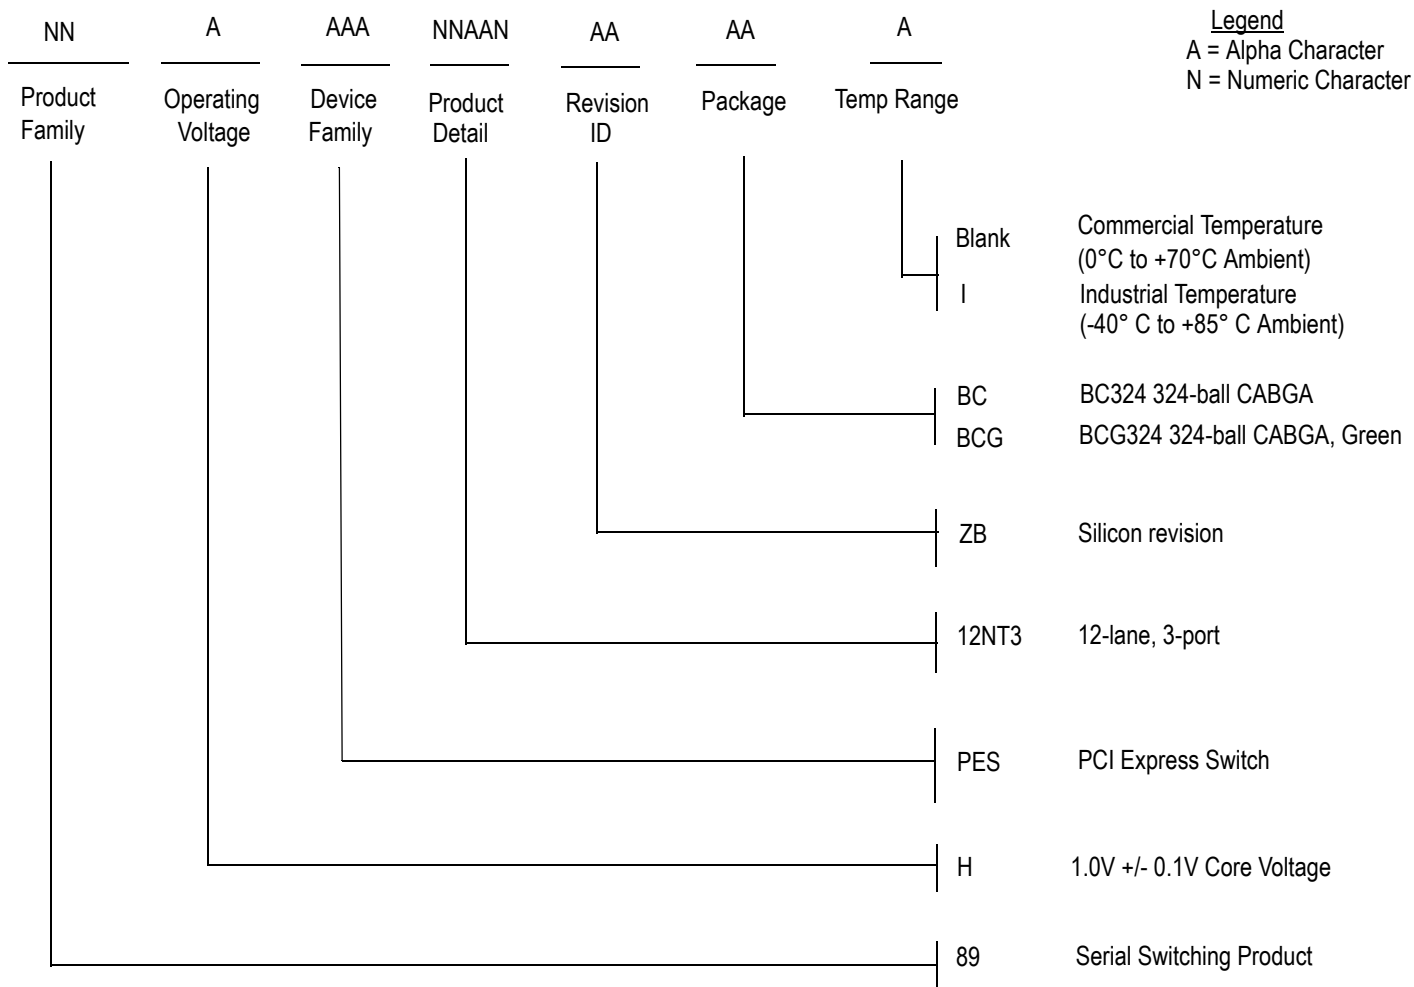 NN A AAA NNAAN AA AA A
Legend
A = Alpha Character
N = Numeric Character
Product Family
Operating Voltage
Device Family
Product Detail
Revision ID
Package
Temp Range
Blank Commercial Temperature
(0°C to +70°C Ambient)
I Industrial Temperature
(-40° C to +85° C Ambient)
BC BC324 324-ball CABGA
BCG BCG324 324-ball CABGA, Green
ZB Silicon revision
12NT3 12-lane, 3-port
PES PCI Express Switch
H 1.0V +/- 0.1V Core Voltage
89 Serial Switching Product